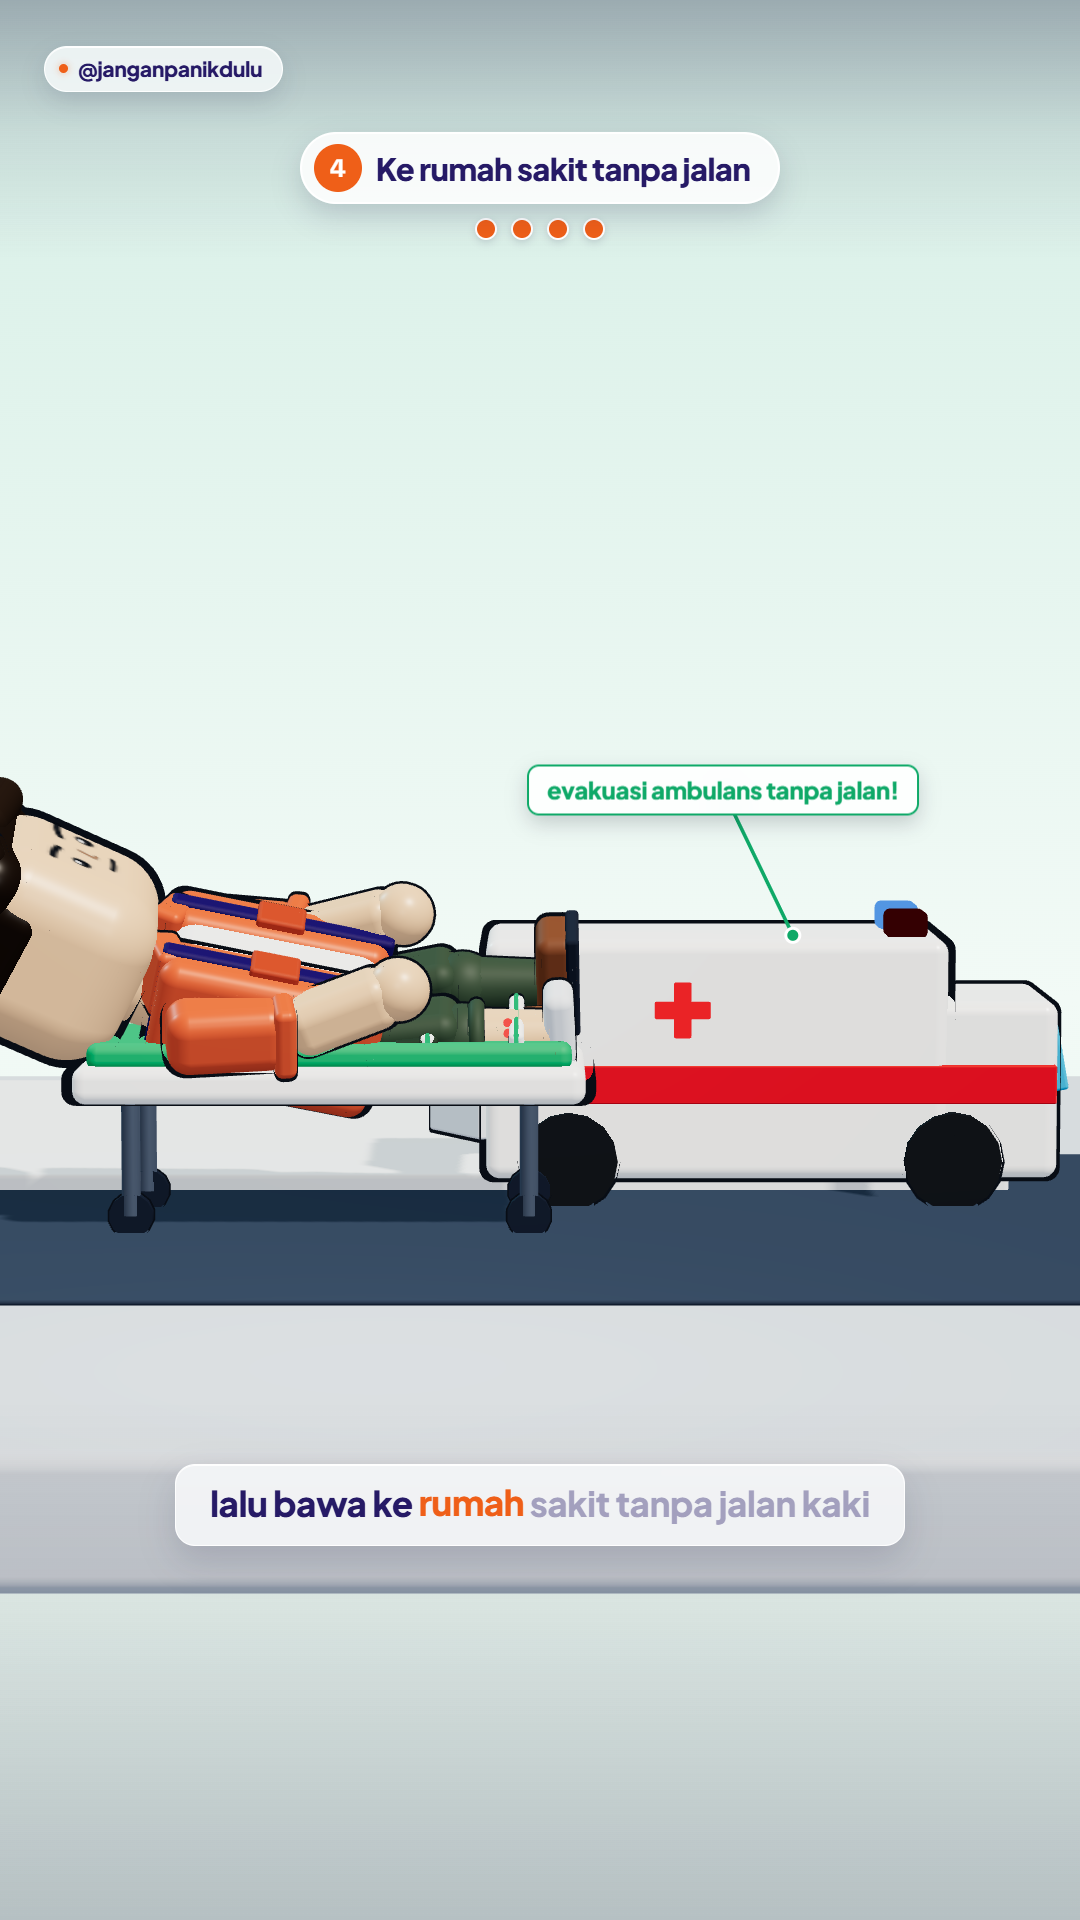 @janganpanikdulu
4 Ke rumah sakit tanpa jalan
evakuasi ambulans tanpa jalan!
lalu bawa ke rumah sakit tanpa jalan kaki